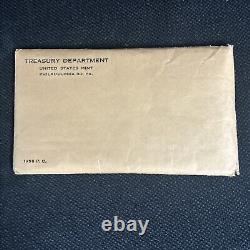 TREASURY DEPARTMENT
UNITED STATES MINT
PHILADELPHIA 30, PA.
P. C.